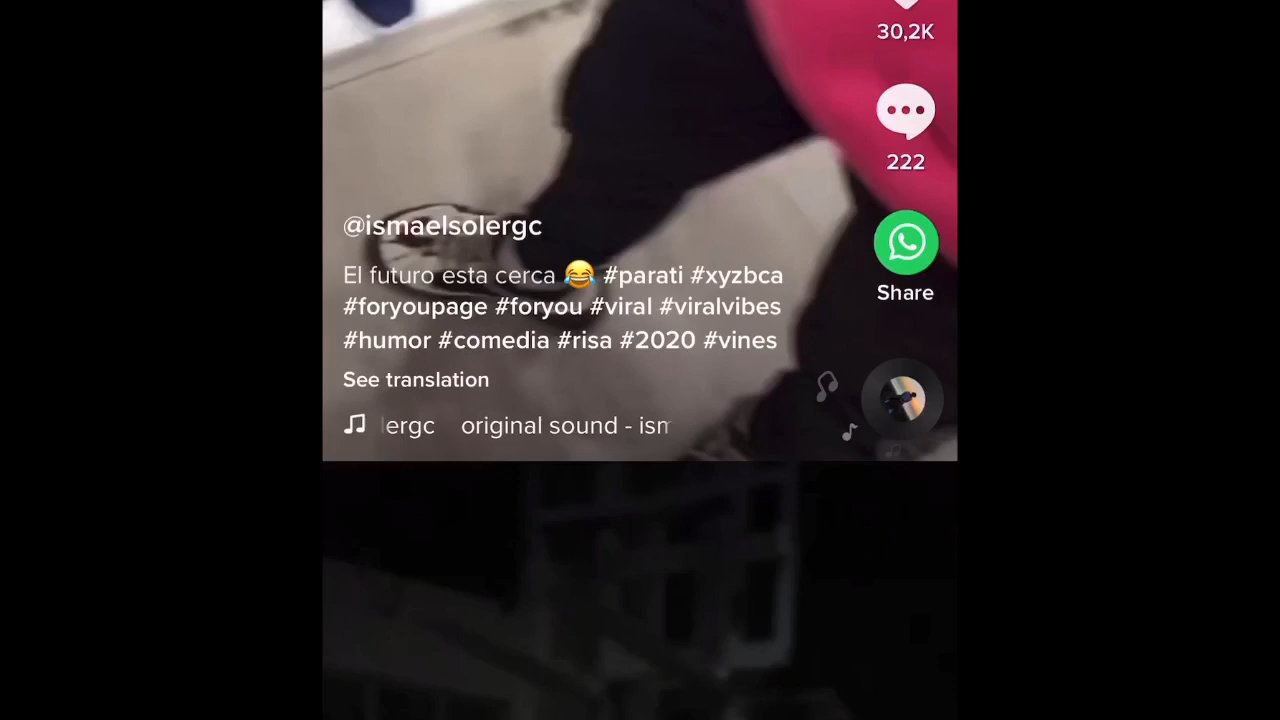 30,2K
222
@ismaelsolergc
El futuro esta cerca 😂 #parati #xyzbca
#foryoupage #foryou #viral #viralvibes
#humor #comedia #risa #2020 #vines
Share
See translation
ergc original sound - ism